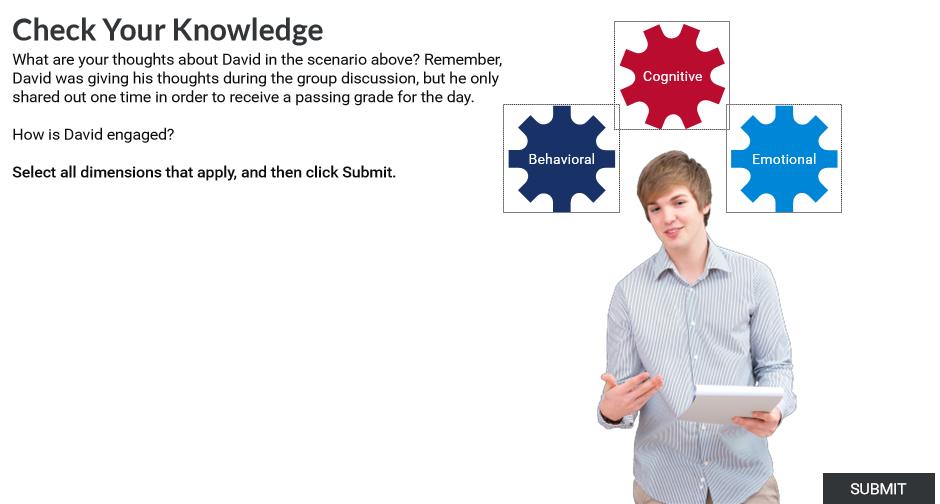 Check Your Knowledge
What are your thoughts about David in the scenario above? Remember,
David was giving his thoughts during the group discussion, but he only
shared out one time in order to receive a passing grade for the day.
How is David engaged?
Select all dimensions that apply, and then click Submit.
Cognitive
Behavioral
Emotional
SUBMIT